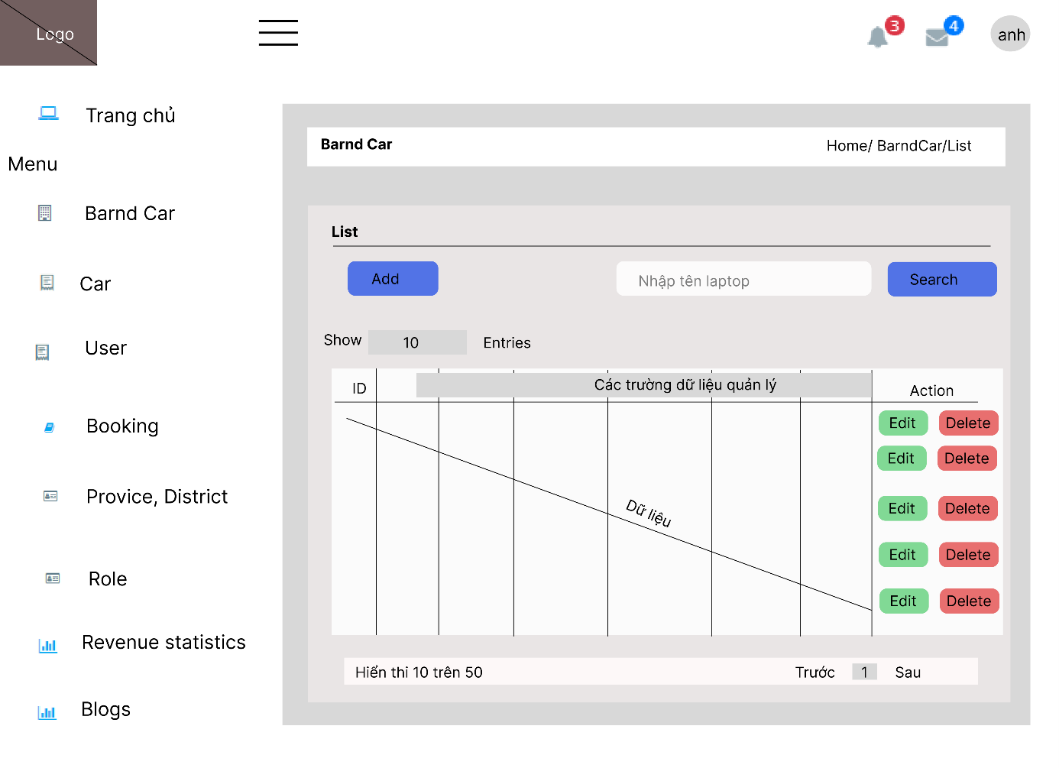 Logo
3
4
anh
Trang chủ
Menu
Barnd Car
Car
User
Booking
Provice, District
Role
Revenue statistics
Blogs
Barnd Car
Home/ BarndCar/List
List
Add
Nhập tên laptop
Search
Show 10 Entries
ID
Các trường dữ liệu quản lý
Action
Edit Delete
Edit Delete
Dữ liệu
Edit Delete
Edit Delete
Edit Delete
Hiến thi 10 trên 50
Trước 1 Sau